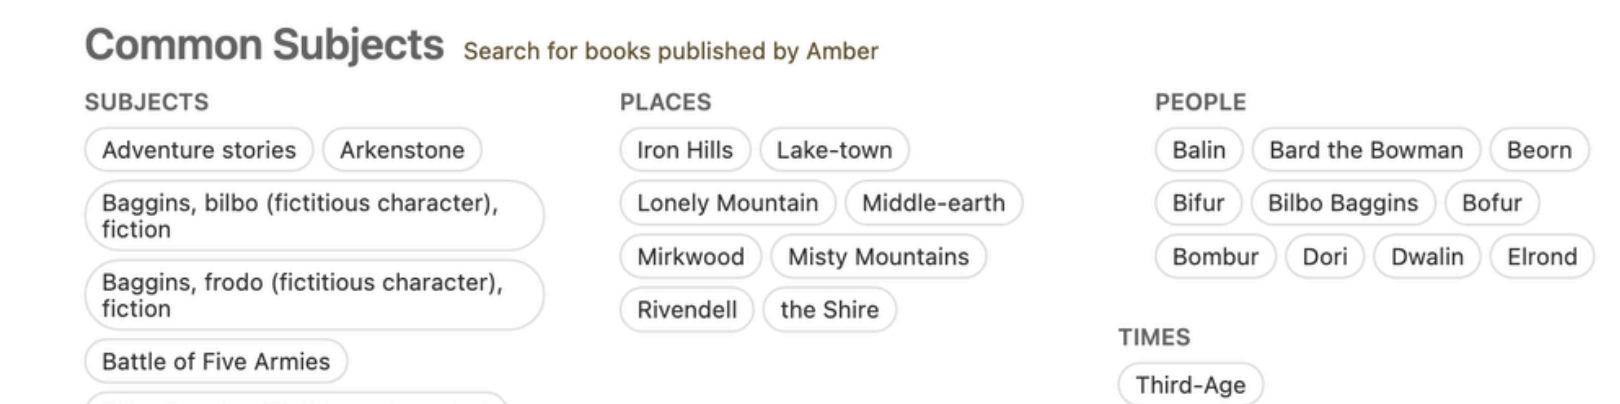 Common Subjects Search for books published by Amber
SUBJECTS
Adventure stories Arkenstone
Baggins, bilbo (fictitious character),
fiction
Baggins, frodo (fictitious character),
fiction
Battle of Five Armies
PLACES
Iron Hills Lake-town
Lonely Mountain Middle-earth
Mirkwood Misty Mountains
Rivendell the Shire
PEOPLE
Balin Bard the Bowman Beorn
Bifur Bilbo Baggins Bofur
Bombur Dori Dwalin Elrond
TIMES
Third-Age